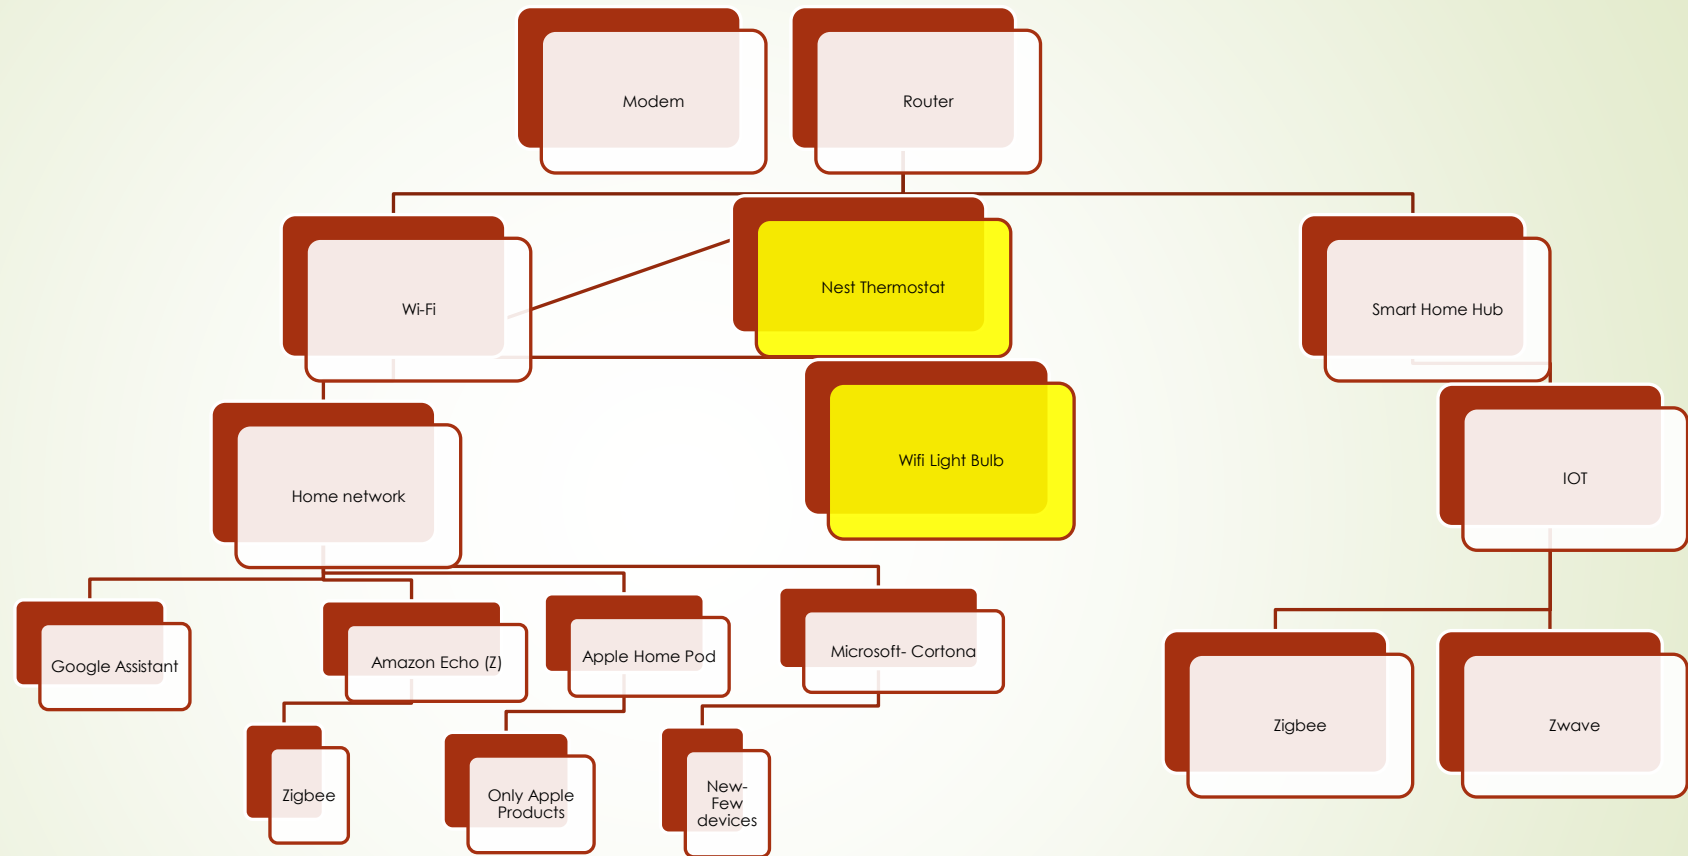 Modem
Router
Wi-Fi
Nest Thermostat
Smart Home Hub
Home network
Wifi Light Bulb
IOT
Google Assistant
Amazon Echo (Z)
Apple Home Pod
Microsoft- Cortona
Zigbee
Only Apple
Products
New-
Few
devices
Zigbee
Zwave